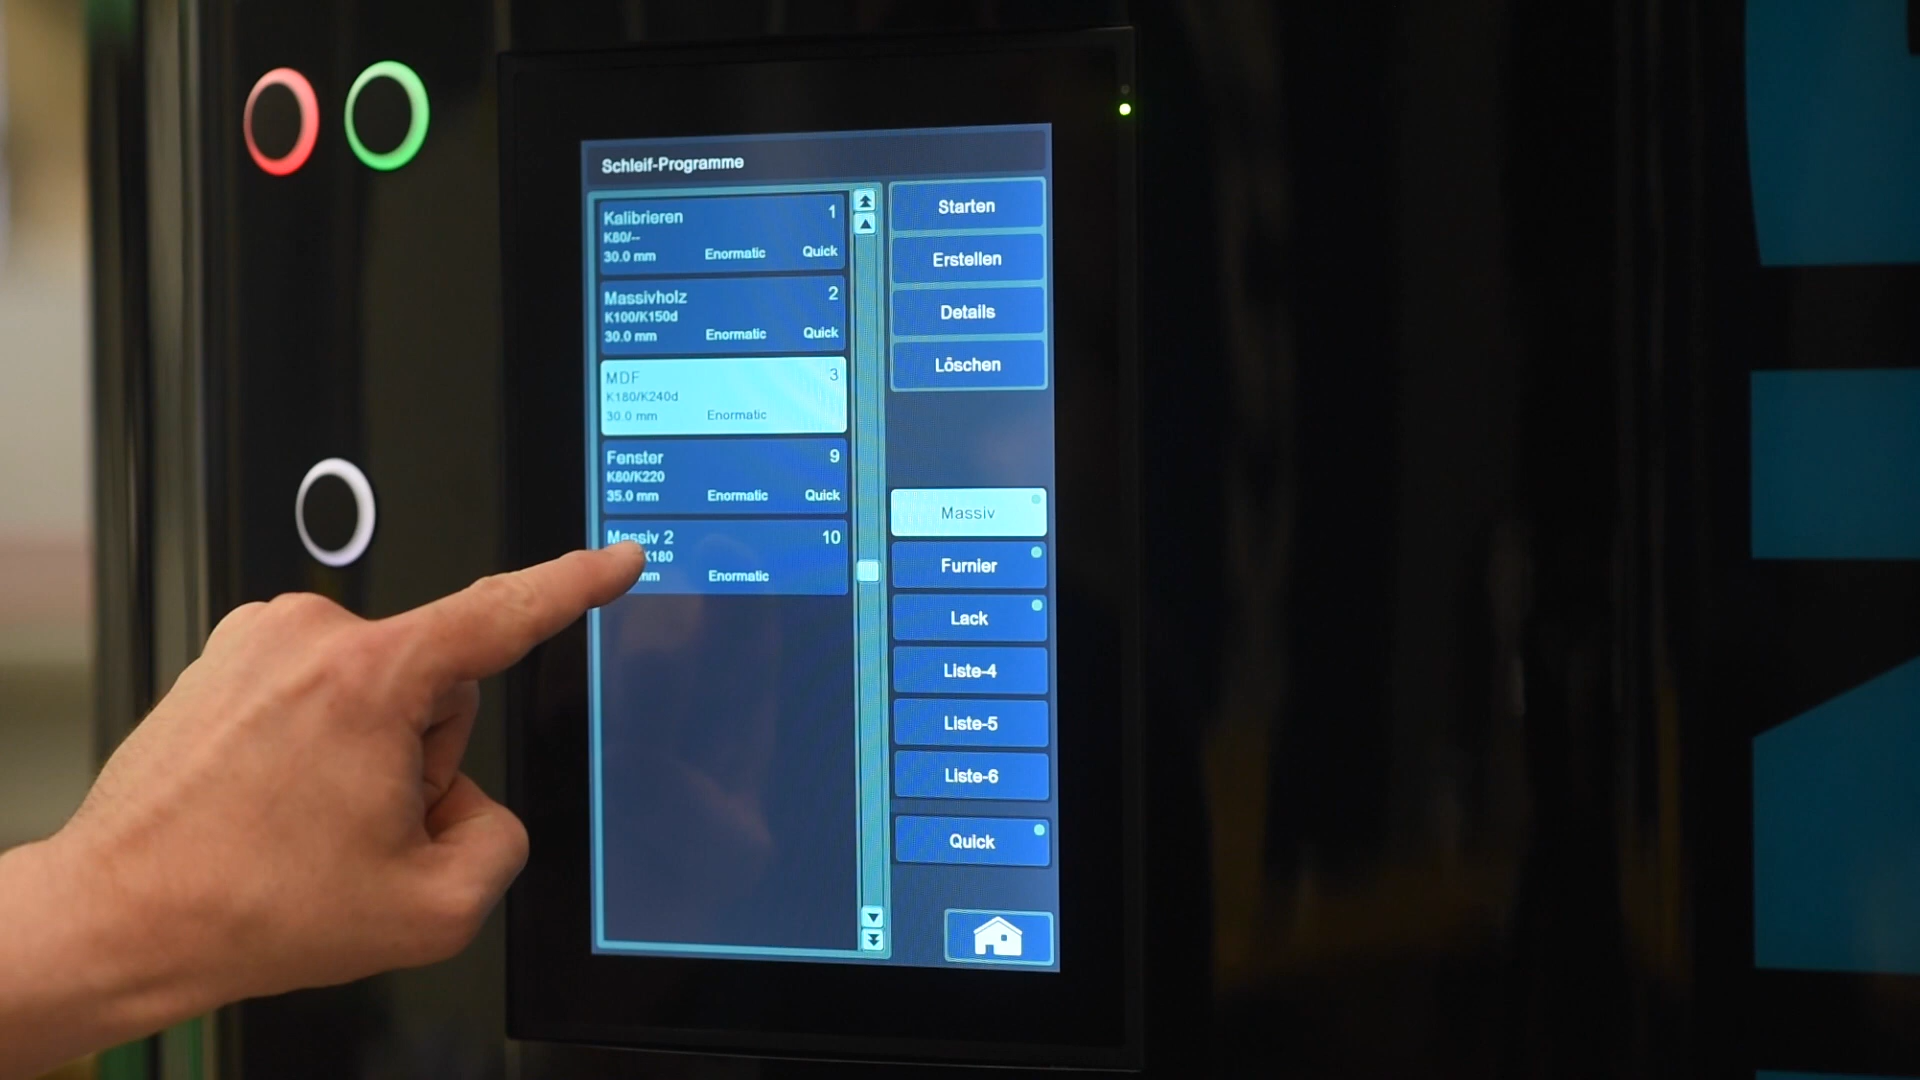 Schleif-Programme
Kalibrieren 1
K80/--
30.0 mm Enormatic Quick
Massivholz 2
K100/K150d
30.0 mm Enormatic Quick
MDF 3
K180/K240d
30.0 mm Enormatic
Fenster 9
K80/K220
35.0 mm Enormatic Quick
Massiv 2 10
K180
mm Enormatic
Starten
Erstellen
Details
Löschen
Massiv
Furnier
Lack
Liste-4
Liste-5
Liste-6
Quick